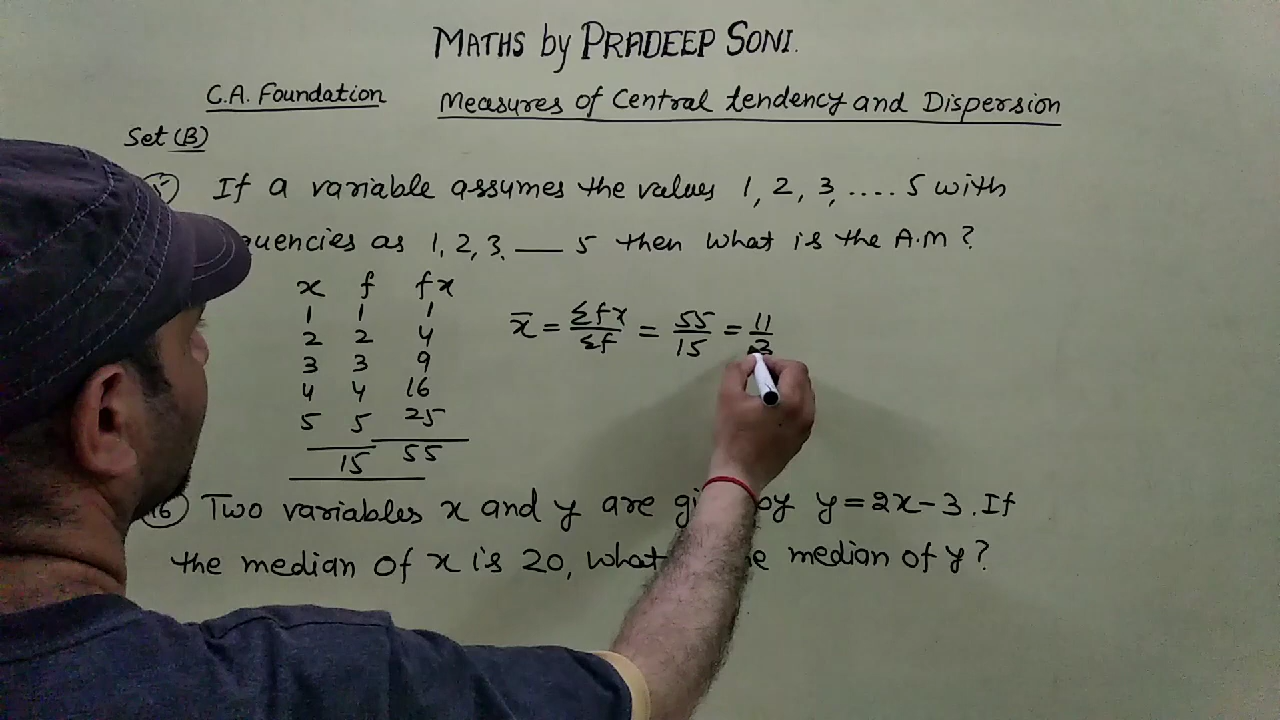 MATHS by PRADEEP SONI.
C.A. Foundation
Measures of Central tendency and Dispersion
Set (B)
If a variable assumes the values 1, 2, 3, .... 5 with
quencies as 1, 2, 3, — 5 then what is the A.M?
x f fx
1 1 1
2 2 4
3 3 9
4 4 16
5 5 25
15 55
x̄ = Σfx/Σf = 55/15 = 11/3
16 Two variables x and y are by y=2x-3. If
the median of x is 20, what median of y?